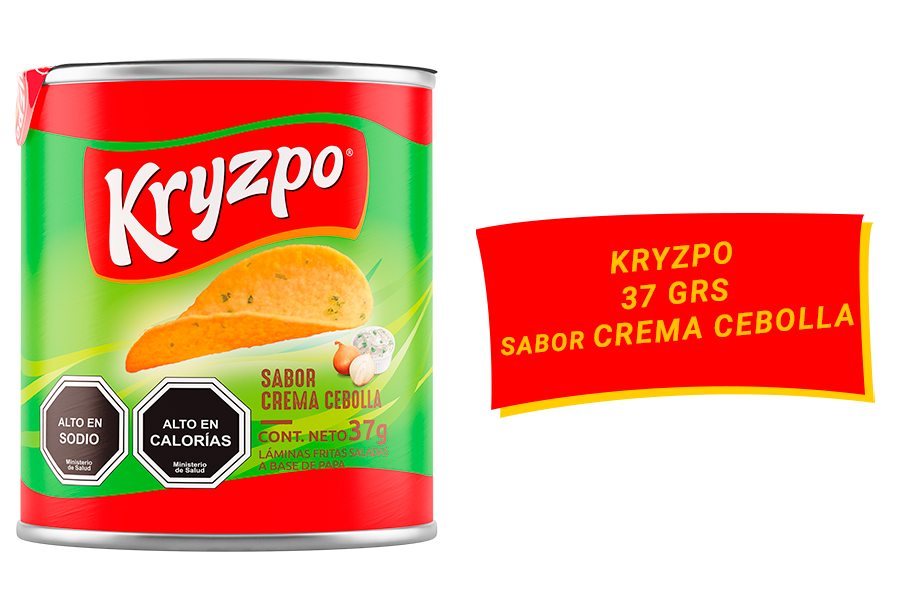 Kryzpo®
SABOR
CREMA CEBOLLA
CONT. NETO 37g
LÁMINAS FRITAS SALADAS
A BASE DE PAPA
ALTO EN
SODIO
Ministerio
de Salud
ALTO EN
CALORÍAS
Ministerio
de Salud
KRYZPO
37 GRS
SABOR CREMA CEBOLLA